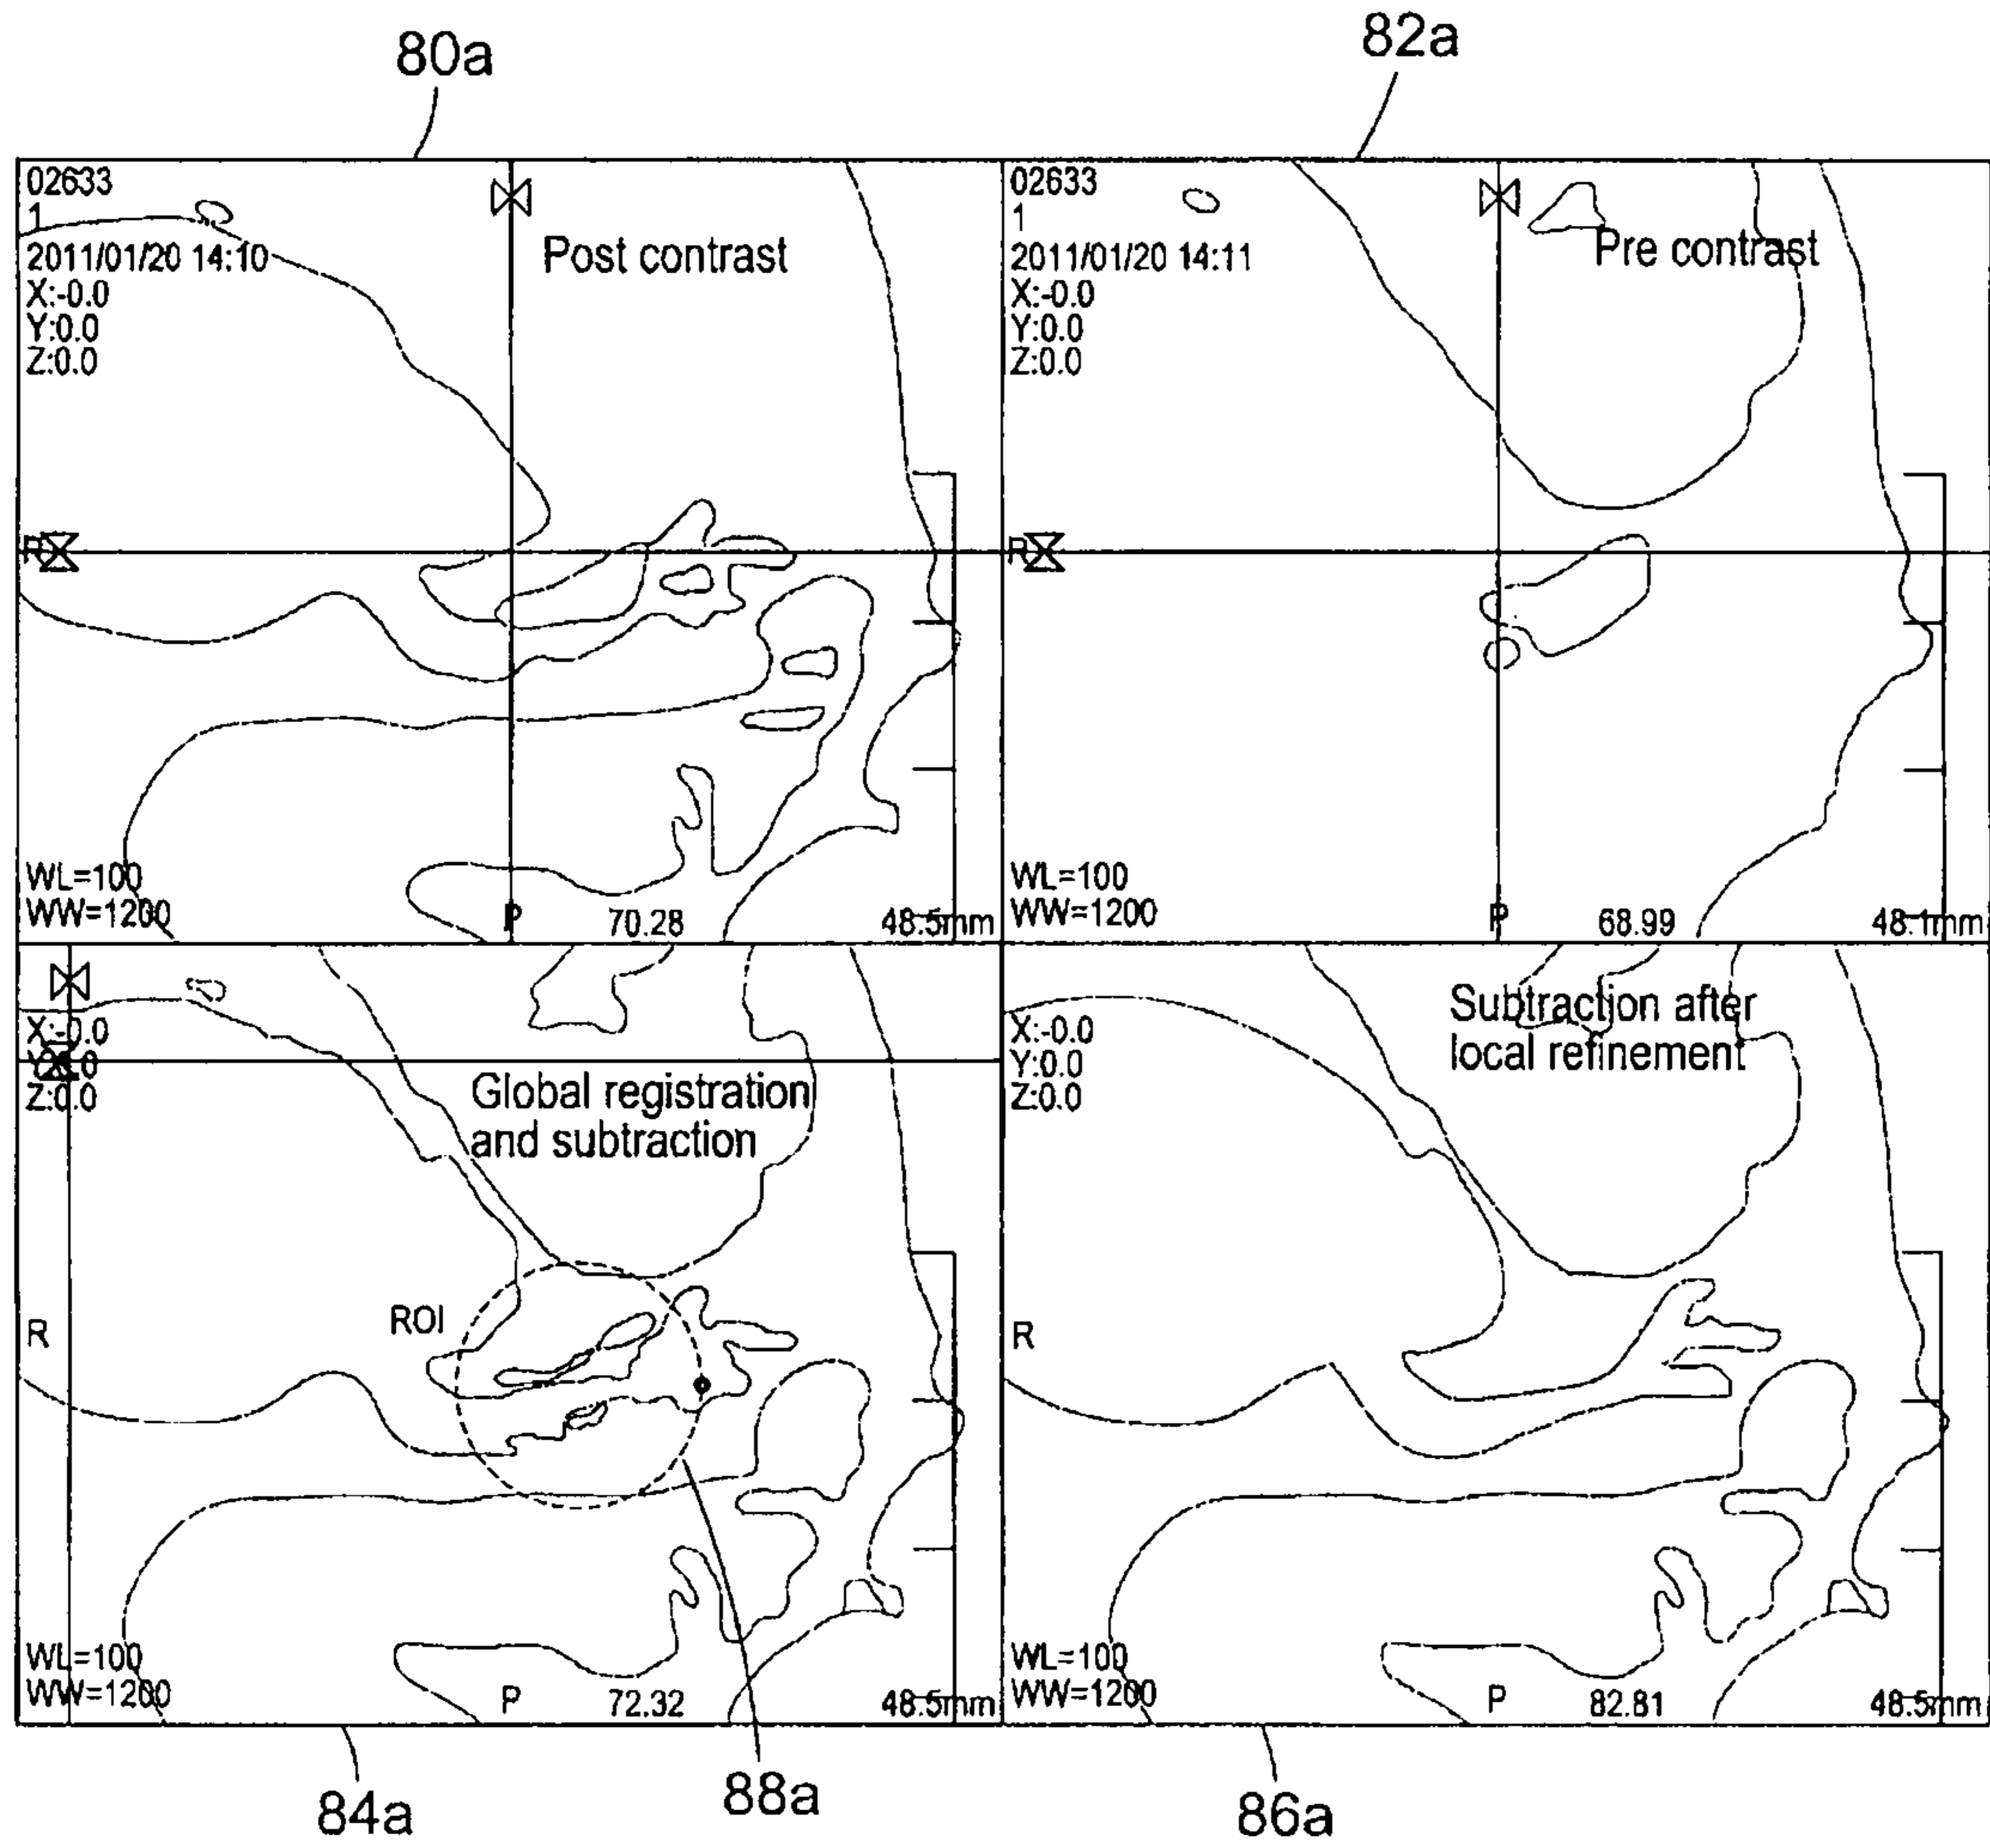 80a
82a
02633
1
2011/01/20 14:10
X:-0.0
Y:0.0
Z:0.0
Post contrast
R
WL=100
WW=1200
P
70.28
48.5mm
02633
1
2011/01/20 14:11
X:-0.0
Y:0.0
Z:0.0
Pre contrast
R
WL=100
WW=1200
P
68.99
48.1mm
X:-0.0
Z:0.0
Global registration
and subtraction
ROI
R
WL=100
WW=1200
P
72.32
48.5mm
X:-0.0
Y:0.0
Z:0.0
Subtraction after
local refinement
R
WL=100
WW=1200
P
82.81
48.5mm
84a
88a
86a